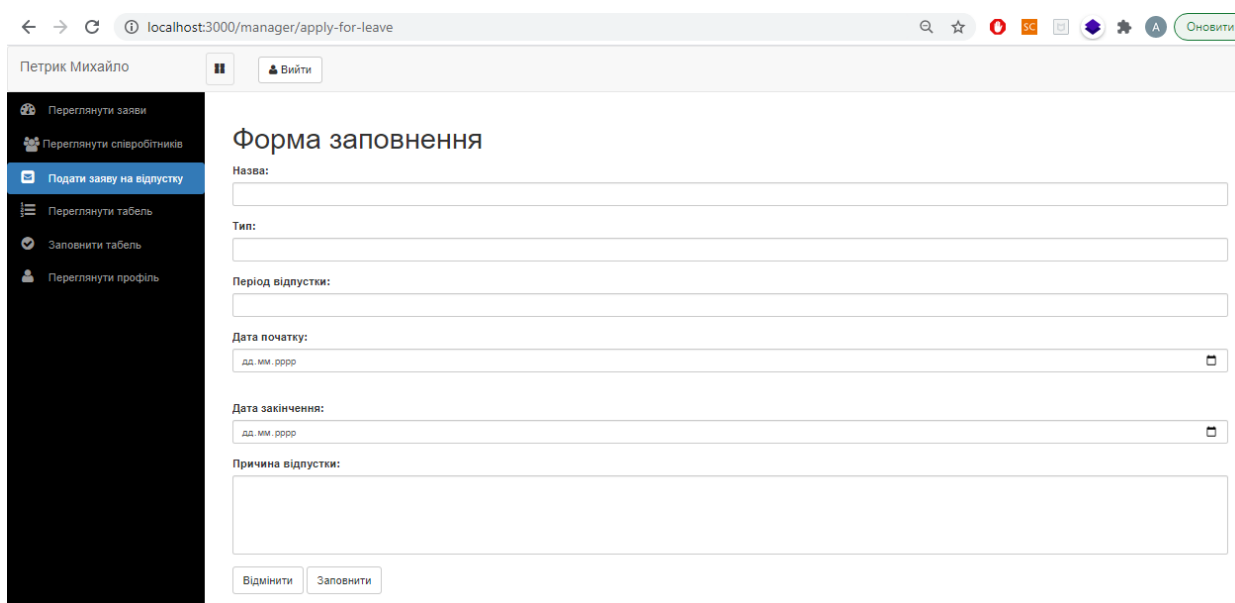 localhost:3000/manager/apply-for-leave
SC
A
Оновити
Петрик Михайло
Вийти
Переглянути заяви
Переглянути співробітників
Подати заяву на відпустку
Переглянути табель
Заповнити табель
Переглянути профіль
Форма заповнення
Назва:
Тип:
Період відпустки:
Дата початку:
дд.мм.рррр
Дата закінчення:
дд.мм.рррр
Причина відпустки:
Відмінити Заповнити